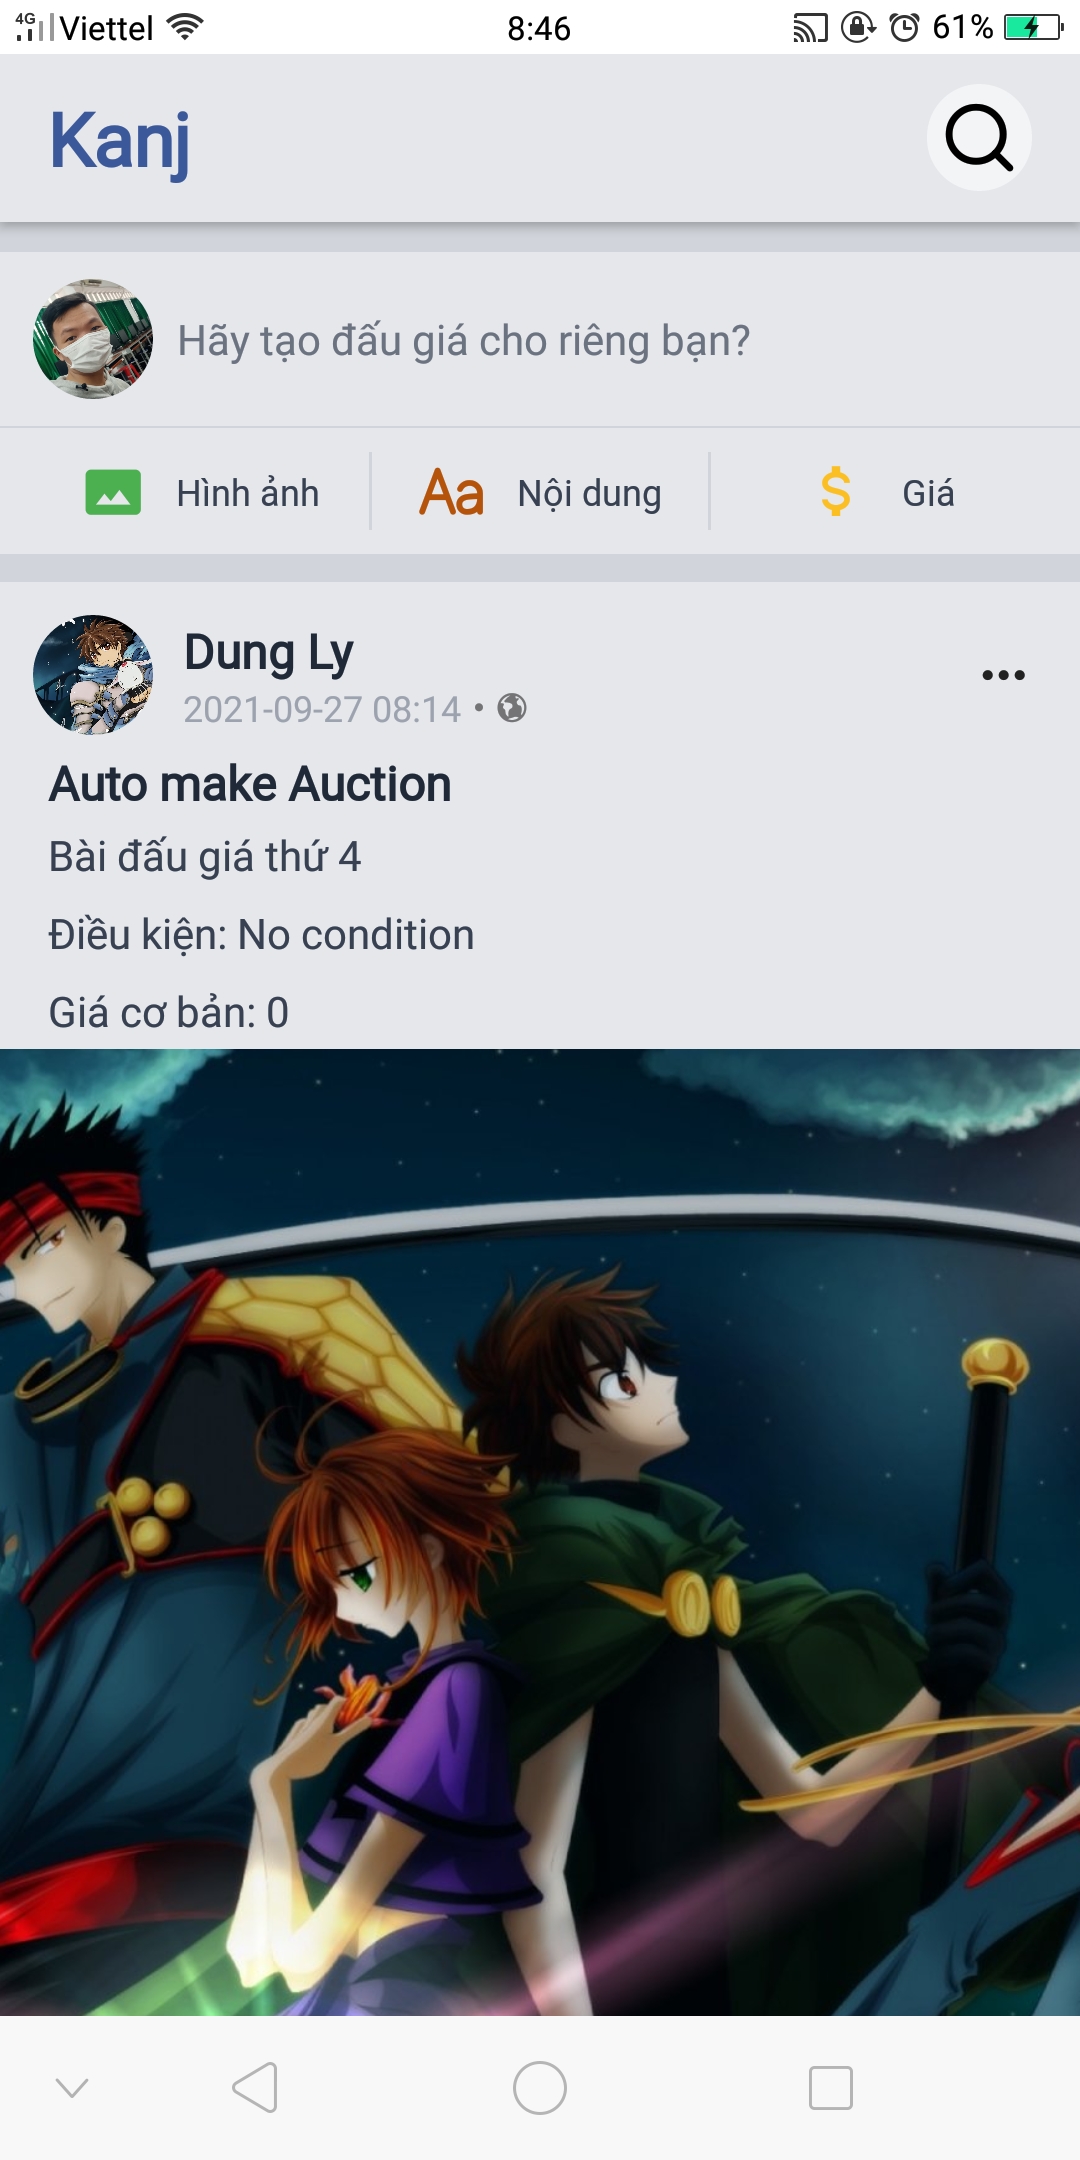 4G Viettel 8:46 61%
Kanj
Hãy tạo đấu giá cho riêng bạn?
Hình ảnh Aa Nội dung $ Giá
Dung Ly
2021-09-27 08:14 •
Auto make Auction
Bài đấu giá thứ 4
Điều kiện: No condition
Giá cơ bản: 0